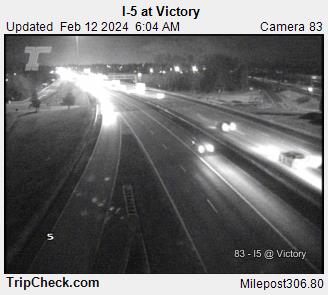 I-5 at Victory
Updated Feb 12 2024 6:04 AM Camera 83
T
S
83 - I5 @ Victory
TripCheck.com Milepost306.80